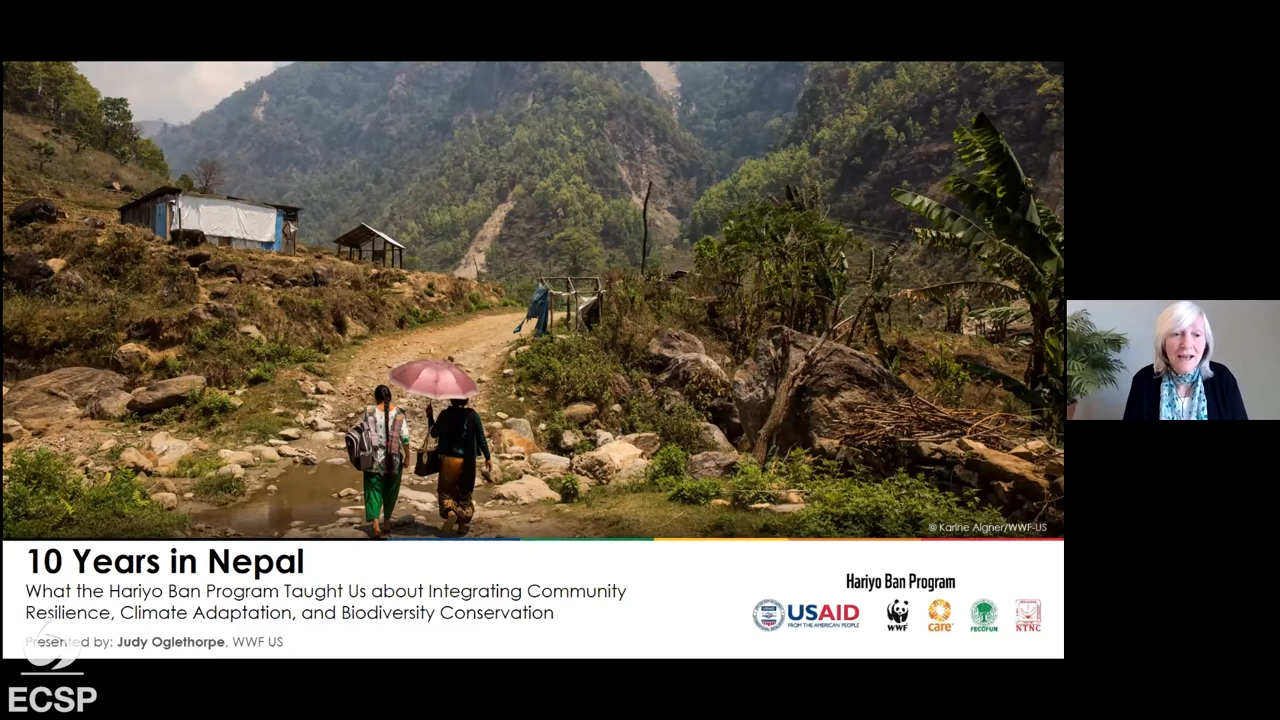 © Karine Aigner/WWF-US
10 Years in Nepal
What the Hariyo Ban Program Taught Us about Integrating Community
Resilience, Climate Adaptation, and Biodiversity Conservation
Presented by: Judy Oglethorpe, WWF US
Hariyo Ban Program
USAID
FROM THE AMERICAN PEOPLE
WWF
care
FECOFUN
NTNC
ECSP